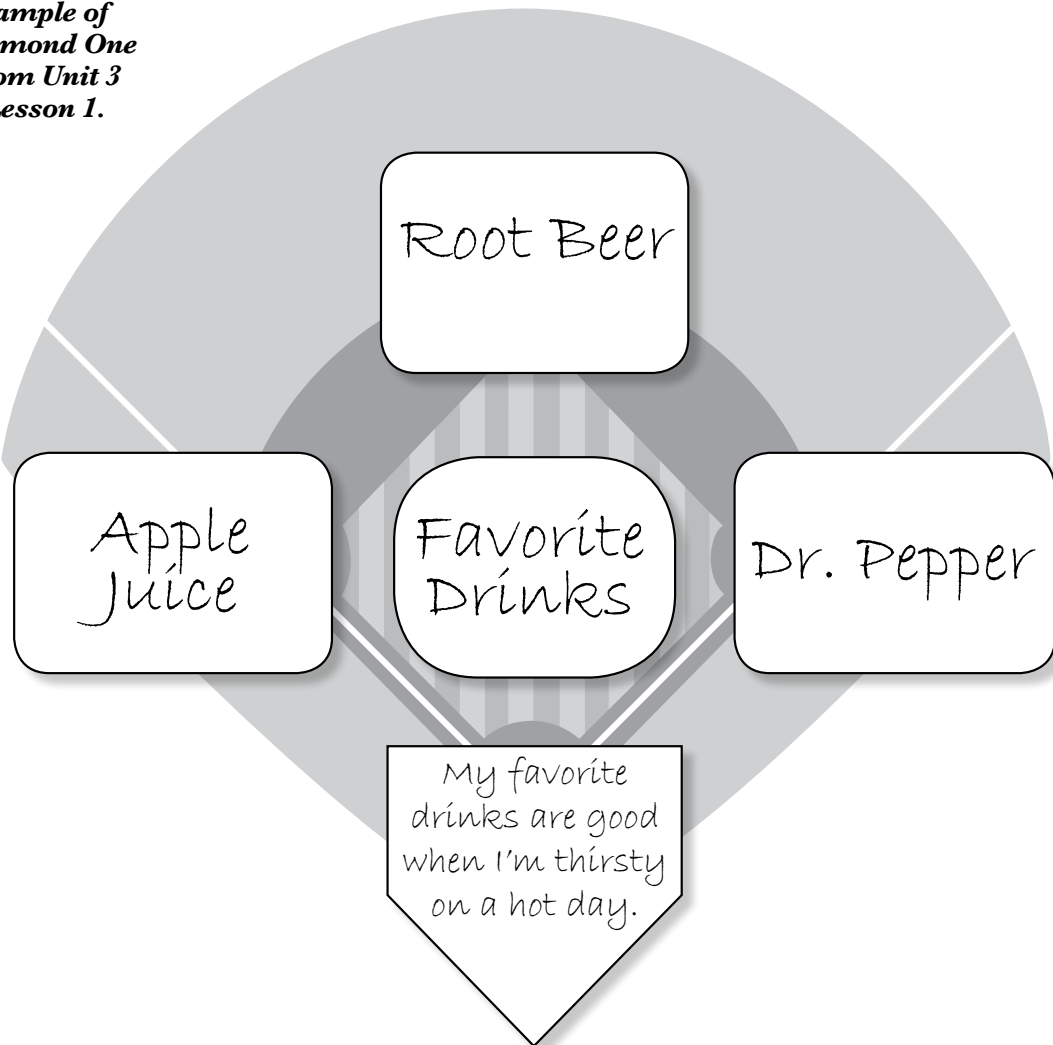 ample of
mond One
om Unit 3
esson 1.
Root Beer
Apple
Juice
Favorite
Drinks
Dr. Pepper
My favorite
drinks are good
when I'm thirsty
on a hot day.